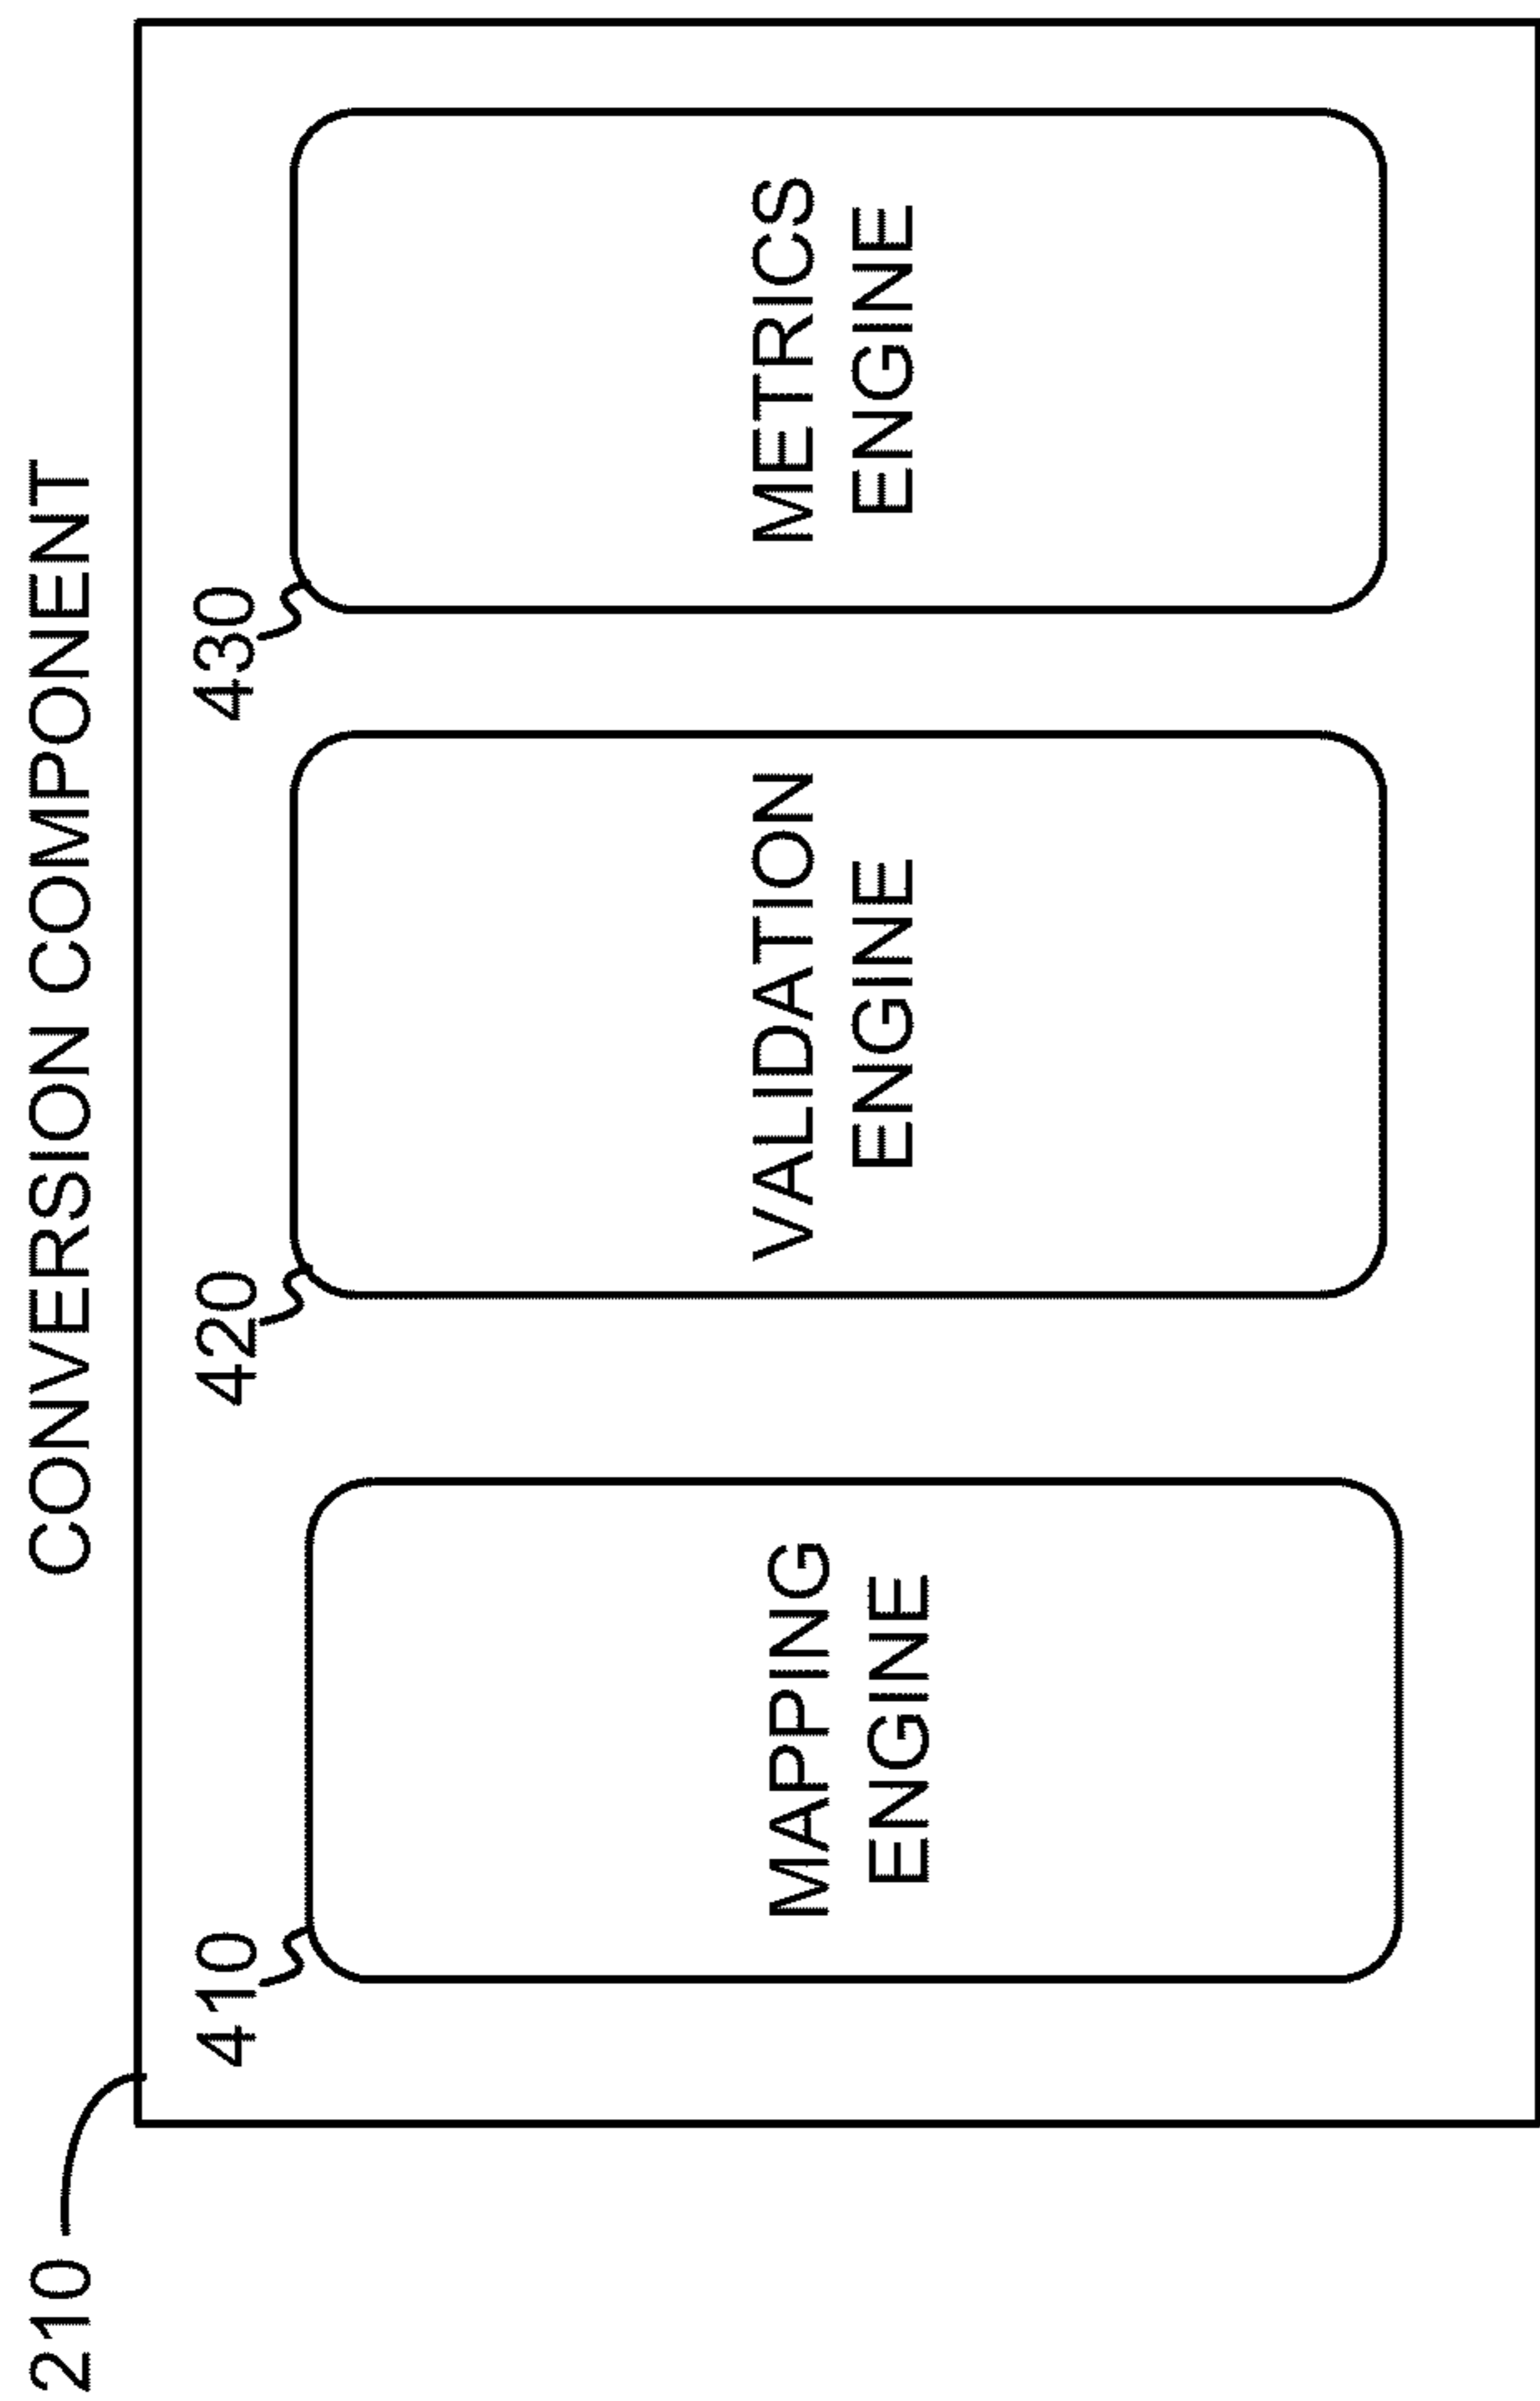 CONVERSION COMPONENT
210
410
420
430
MAPPING
ENGINE
VALIDATION
ENGINE
METRICS
ENGINE